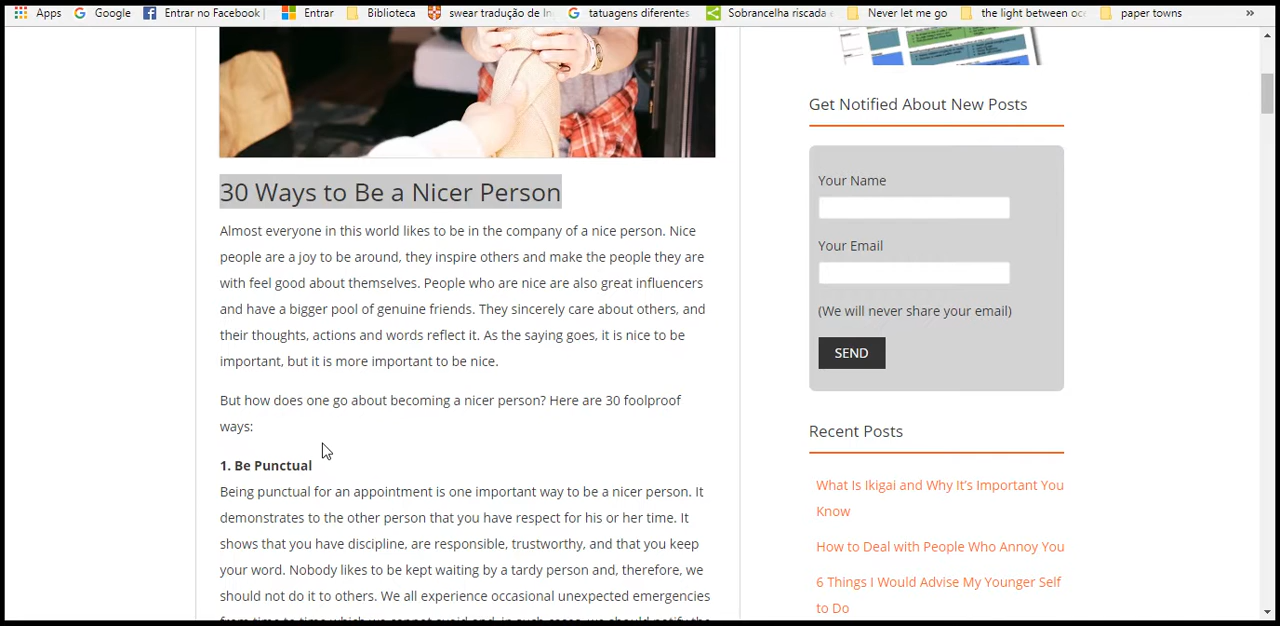 Apps Google Entrar no Facebook Entrar Biblioteca swear tradução de In tatuagens diferentes Sobrancelha riscada Never let me go the light between oce paper towns »
30 Ways to Be a Nicer Person
Almost everyone in this world likes to be in the company of a nice person. Nice
people are a joy to be around, they inspire others and make the people they are
with feel good about themselves. People who are nice are also great influencers
and have a bigger pool of genuine friends. They sincerely care about others, and
their thoughts, actions and words reflect it. As the saying goes, it is nice to be
important, but it is more important to be nice.
But how does one go about becoming a nicer person? Here are 30 foolproof
ways:
1. Be Punctual
Being punctual for an appointment is one important way to be a nicer person. It
demonstrates to the other person that you have respect for his or her time. It
shows that you have discipline, are responsible, trustworthy, and that you keep
your word. Nobody likes to be kept waiting by a tardy person and, therefore, we
should not do it to others. We all experience occasional unexpected emergencies
Get Notified About New Posts
Your Name
Your Email
(We will never share your email)
SEND
Recent Posts
What Is Ikigai and Why It's Important You
Know
How to Deal with People Who Annoy You
6 Things I Would Advise My Younger Self
to Do